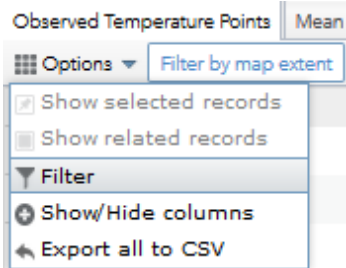 Observed Temperature Points Mean
Options Filter by map extent
Show selected records
Show related records
Filter
Show/Hide columns
Export all to CSV